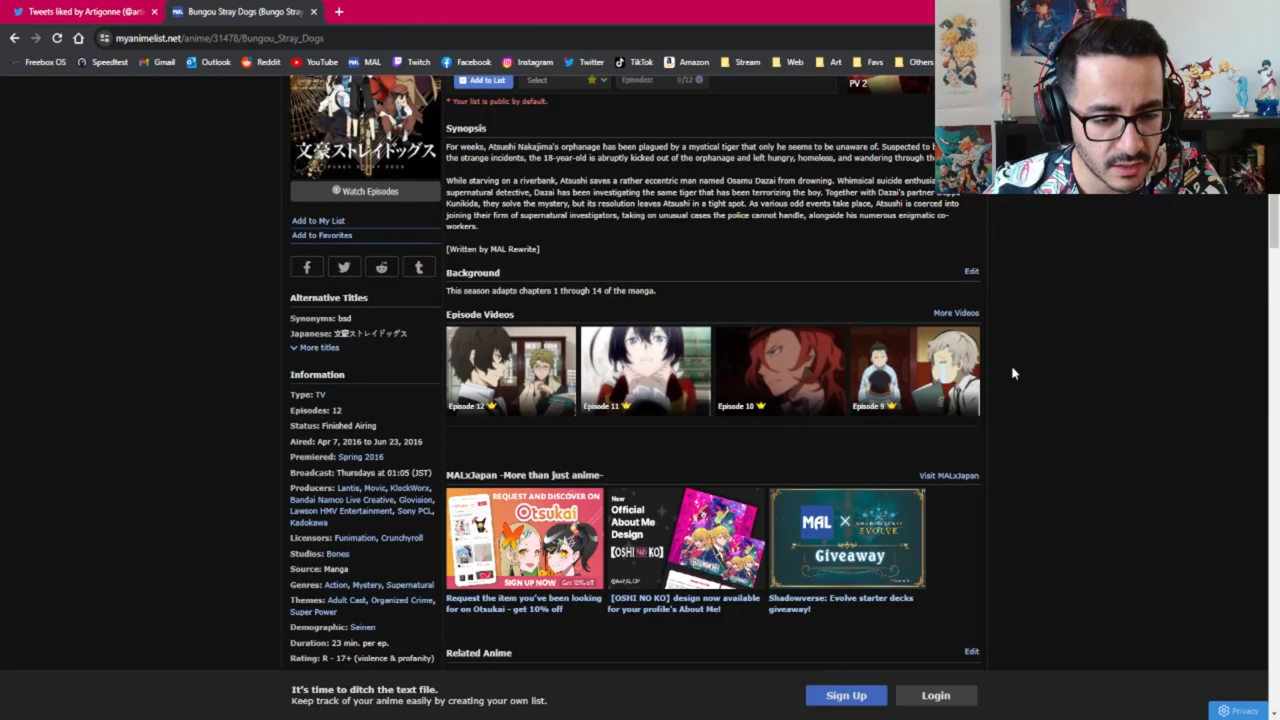 Tweets liked by Artigonne (@arti
Bungou Stray Dogs (Bungo Stray
myanimelist.net/anime/31478/Bungou_Stray_Dogs
Freebox OS
Speedtest
Gmail
Outlook
Reddit
YouTube
MAL
Twitch
Facebook
Instagram
Twitter
TikTok
Amazon
Stream
Web
Art
Favs
Others
文豪ストレイドッグス
Watch Episodes
Add to My List
Add to Favorites
Alternative Titles
Synonyms: bsd
Japanese: 文豪ストレイドッグス
More titles
Information
Type: TV
Episodes: 12
Status: Finished Airing
Aired: Apr 7, 2016 to Jun 23, 2016
Premiered: Spring 2016
Broadcast: Thursdays at 01:05 (JST)
Producers: Lantis, Movic, KlockWorx,
Bandai Namco Live Creative, Glovision,
Lawson HMV Entertainment, Sony PCL,
Kadokawa
Licensors: Funimation, Crunchyroll
Studios: Bones
Source: Manga
Genres: Action, Mystery, Supernatural
Themes: Adult Cast, Organized Crime,
Super Power
Demographic: Seinen
Duration: 23 min. per ep.
Rating: R - 17+ (violence & profanity)
Add to List
Select
Episodes: 0/12
PV 2
* Your list is public by default.
Synopsis
For weeks, Atsushi Nakajima's orphanage has been plagued by a mystical tiger that only he seems to be unaware of. Suspected to b
the strange incidents, the 18-year-old is abruptly kicked out of the orphanage and left hungry, homeless, and wandering through th
While starving on a riverbank, Atsushi saves a rather eccentric man named Osamu Dazai from drowning. Whimsical suicide enthusia
supernatural detective, Dazai has been investigating the same tiger that has been terrorizing the boy. Together with Dazai's partner
Kunikida, they solve the mystery, but its resolution leaves Atsushi in a tight spot. As various odd events take place, Atsushi is coerced into
joining their firm of supernatural investigators, taking on unusual cases the police cannot handle, alongside his numerous enigmatic co-
workers.
[Written by MAL Rewrite]
Background
Edit
This season adapts chapters 1 through 14 of the manga.
Episode Videos
More Videos
Episode 12
Episode 11
Episode 10
Episode 9
MALxJapan -More than just anime-
Visit MALxJapan
REQUEST AND DISCOVER ON
Otsukai
SIGN UP NOW Get 10% off
New
Official
About Me
Design
【OSHI NO KO】
MAL × SHADOWVERSE EVOLVE
Giveaway
Request the item you've been looking
for on Otsukai - get 10% off
【OSHI NO KO】 design now available
for your profile's About Me!
Shadowverse: Evolve starter decks
giveaway!
Related Anime
Edit
It's time to ditch the text file.
Keep track of your anime easily by creating your own list.
Sign Up
Login
Privacy